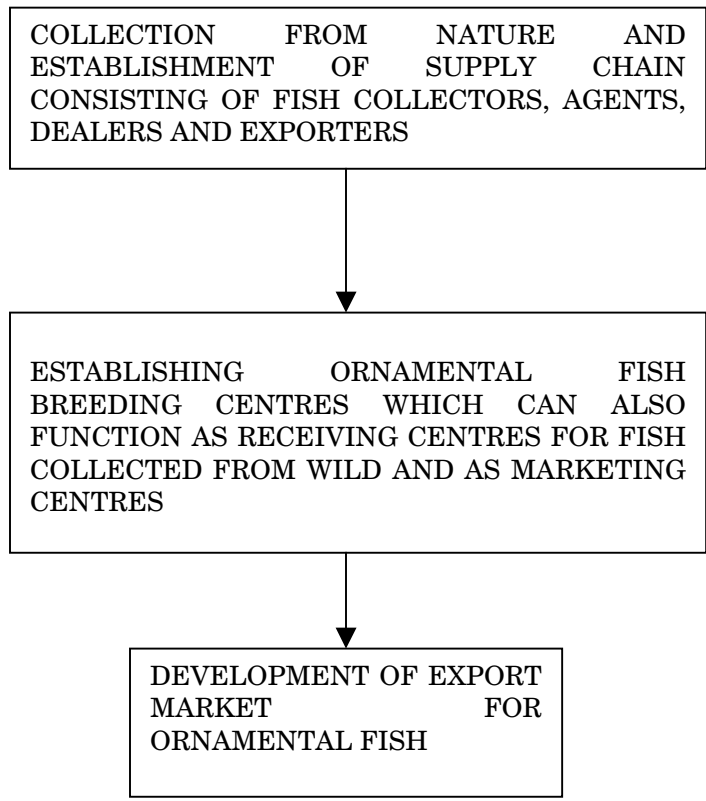 COLLECTION FROM NATURE AND
ESTABLISHMENT OF SUPPLY CHAIN
CONSISTING OF FISH COLLECTORS, AGENTS,
DEALERS AND EXPORTERS
ESTABLISHING ORNAMENTAL FISH
BREEDING CENTRES WHICH CAN ALSO
FUNCTION AS RECEIVING CENTRES FOR FISH
COLLECTED FROM WILD AND AS MARKETING
CENTRES
DEVELOPMENT OF EXPORT
MARKET FOR
ORNAMENTAL FISH